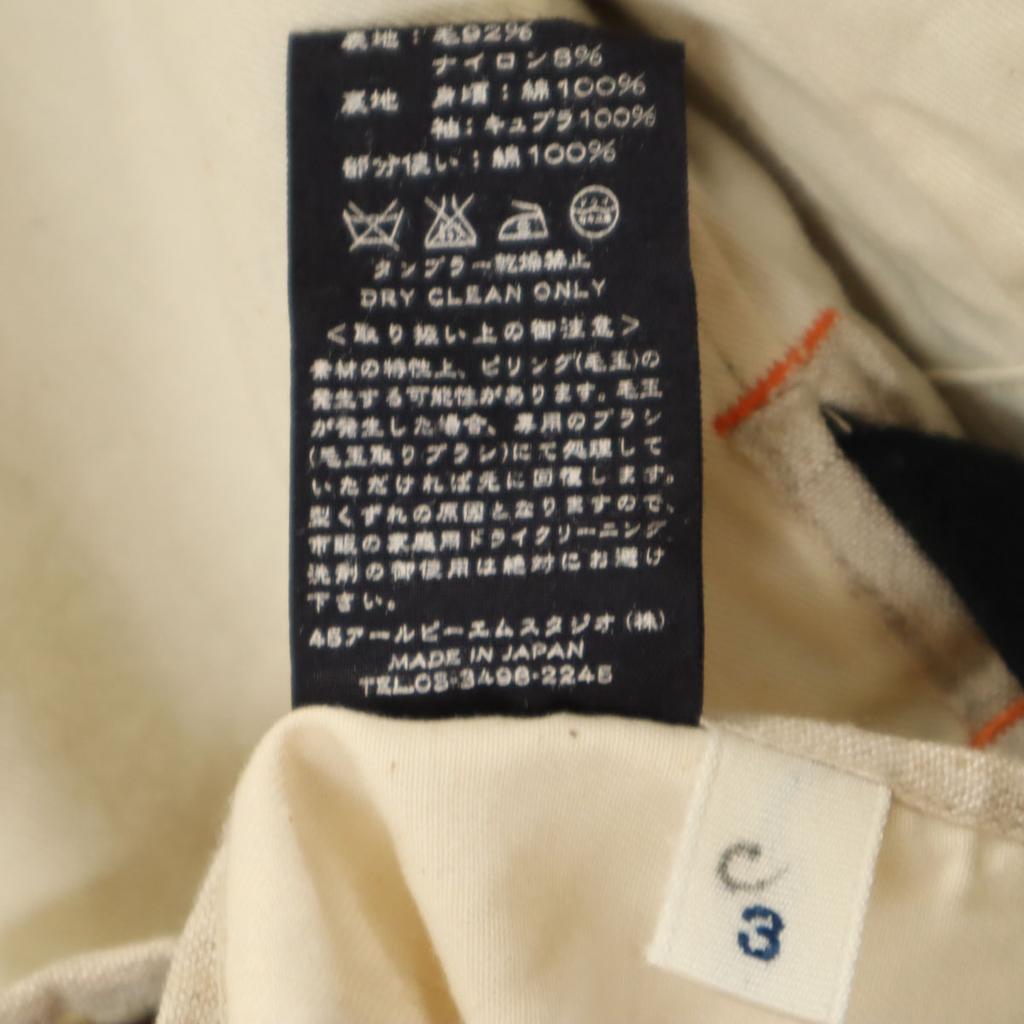 表地：毛92%
ナイロン8%
裏地 身頃：綿100%
袖：キュプラ100%
部分使い：綿100%
タンブラー乾燥禁止
DRY CLEAN ONLY
<取り扱い上の御注意>
素材の特性上、ピリング(毛玉)の
発生する可能性があります。毛玉
が発生した場合、専用のブラシ
(毛玉取りブラシ)にて処理して
いただければ元に回復します。
型くずれの原因となりますので、
市販の家庭用ドライクリーニング
洗剤の御使用は絶対にお避け
下さい。
45アールピーエムスタジオ(株)
MADE IN JAPAN
TEL.03-3498-2245
C
3